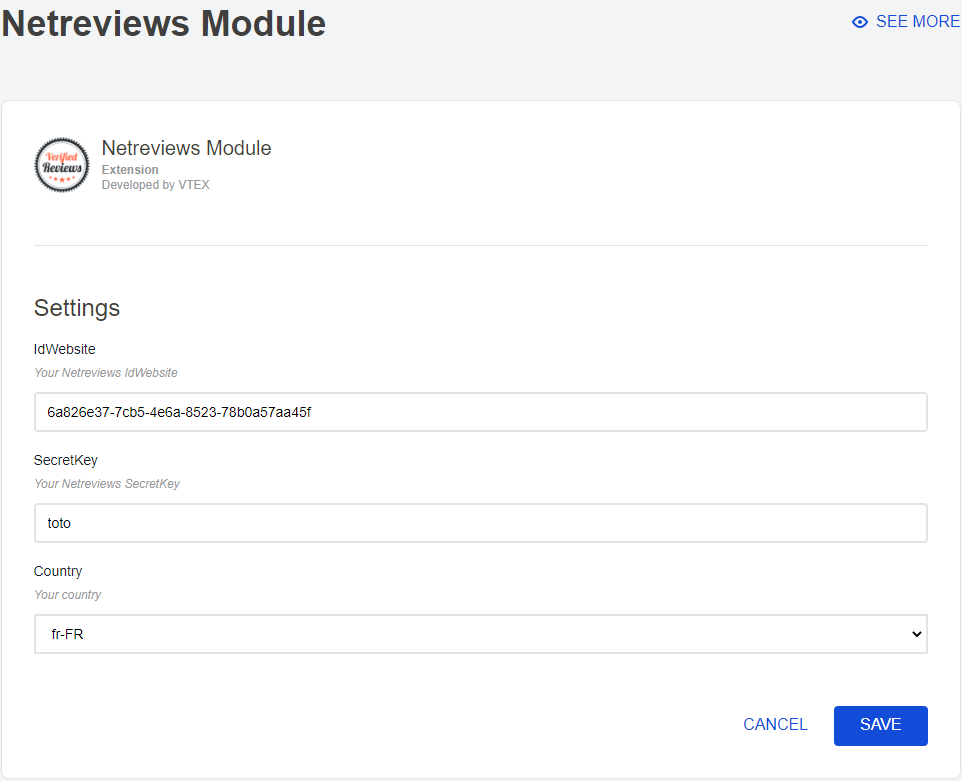 Netreviews Module
SEE MORE
Verified
Reviews
Netreviews Module
Extension
Developed by VTEX
Settings
IdWebsite
Your Netreviews IdWebsite
6a826e37-7cb5-4e6a-8523-78b0a57aa45f
SecretKey
Your Netreviews SecretKey
toto
Country
Your country
fr-FR
CANCEL
SAVE